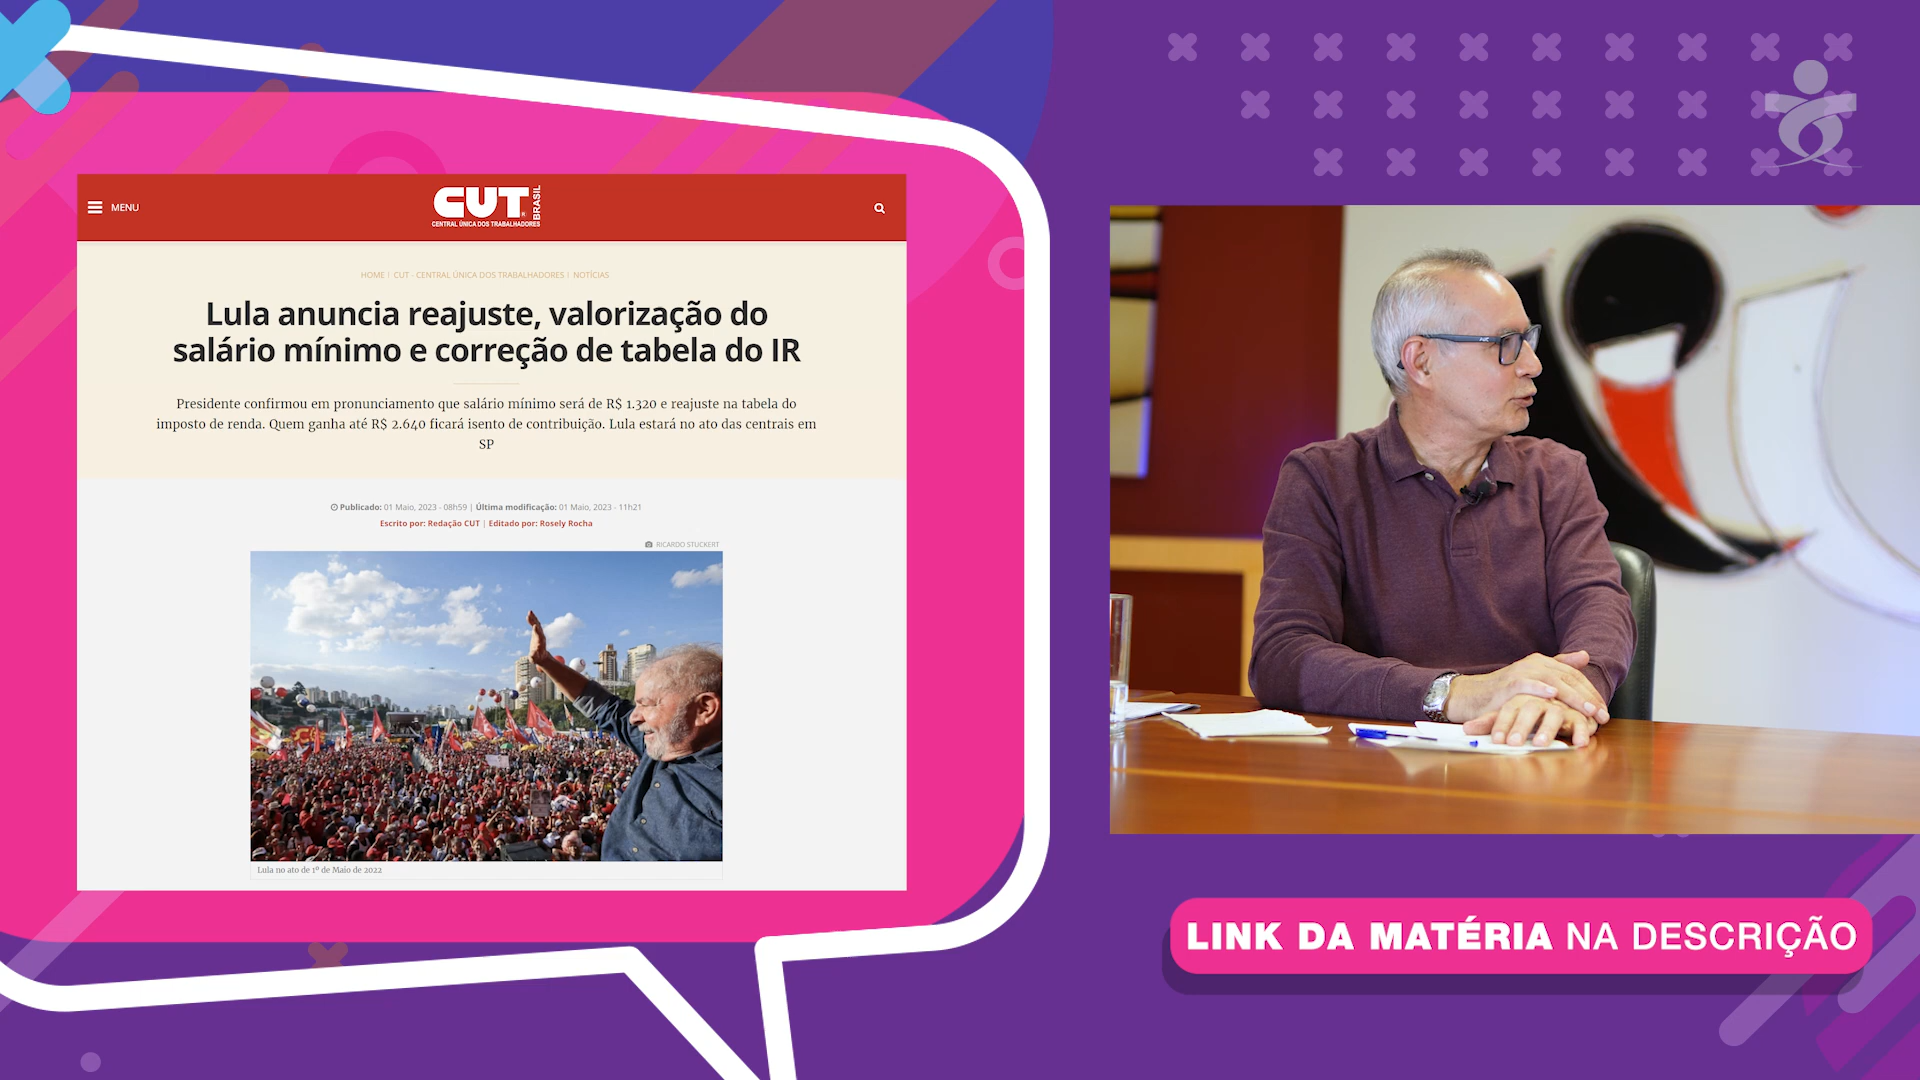 MENU
CUT
BRASIL
CENTRAL ÚNICA DOS TRABALHADORES
HOME | CUT - CENTRAL ÚNICA DOS TRABALHADORES | NOTÍCIAS
Lula anuncia reajuste, valorização do
salário mínimo e correção de tabela do IR
Presidente confirmou em pronunciamento que salário mínimo será de R$ 1.320 e reajuste na tabela do
imposto de renda. Quem ganha até R$ 2.640 ficará isento de contribuição. Lula estará no ato das centrais em
SP
Publicado: 01 Maio, 2023 - 08h59 | Última modificação: 01 Maio, 2023 - 11h21
Escrito por: Redação CUT | Editado por: Rosely Rocha
RICARDO STUCKERT
Lula no ato de 1º de Maio de 2022
LINK DA MATÉRIA NA DESCRIÇÃO